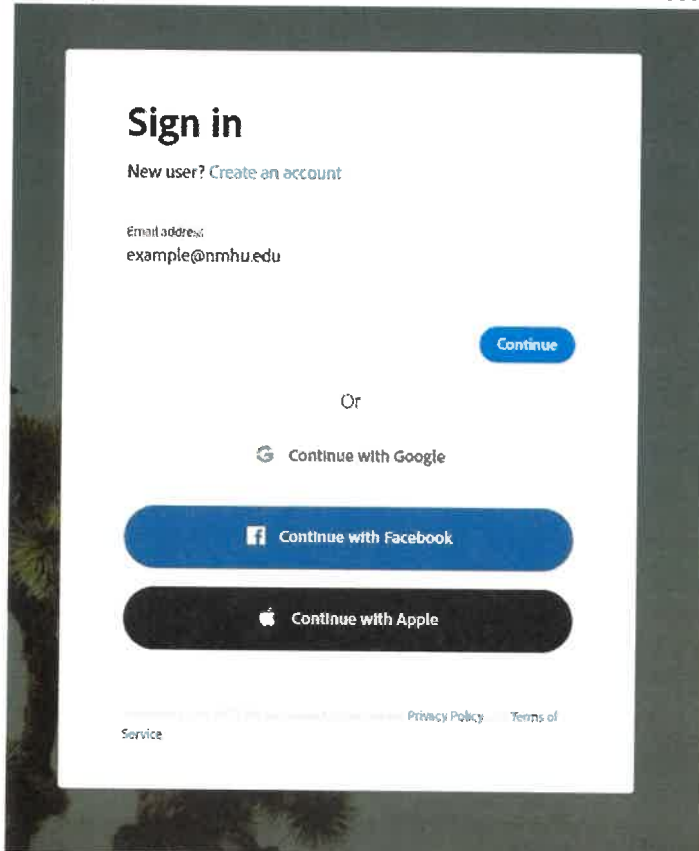 Sign in
New user? Create an account
Email address
example@nmhu.edu
Continue
Or
G Continue with Google
f Continue with Facebook
Continue with Apple
Privacy Policy Terms of
Service